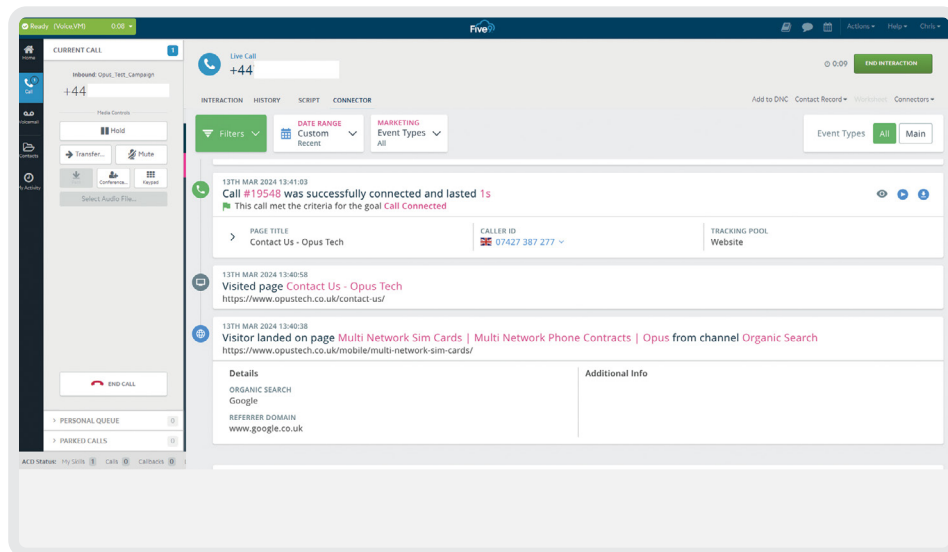 Ready (Voice,VM) 0:08
Five9
Actions Help Chris
Home
Call
Voicemail
Contacts
My Activity
CURRENT CALL 1
Inbound: Opus_Test_Campaign
+44
Media Controls
Hold
Transfer...
Mute
Conference...
Keypad
Select Audio File...
END CALL
PERSONAL QUEUE 0
PARKED CALLS 0
ACD Status: My Skills 1 Calls 0 Callbacks 0
Live Call
+44
0:09
END INTERACTION
INTERACTION HISTORY SCRIPT CONNECTOR
Add to DNC Contact Record Worksheet Connectors
Filters
DATE RANGE
Custom
Recent
MARKETING
Event Types
All
Event Types All Main
13TH MAR 2024 13:41:03
Call #19548 was successfully connected and lasted 1s
This call met the criteria for the goal Call Connected
PAGE TITLE
Contact Us - Opus Tech
CALLER ID
07427 387 277
TRACKING POOL
Website
13TH MAR 2024 13:40:58
Visited page Contact Us - Opus Tech
https://www.opustech.co.uk/contact-us/
13TH MAR 2024 13:40:38
Visitor landed on page Multi Network Sim Cards | Multi Network Phone Contracts | Opus from channel Organic Search
https://www.opustech.co.uk/mobile/multi-network-sim-cards/
Details
ORGANIC SEARCH
Google
REFERRER DOMAIN
www.google.co.uk
Additional Info